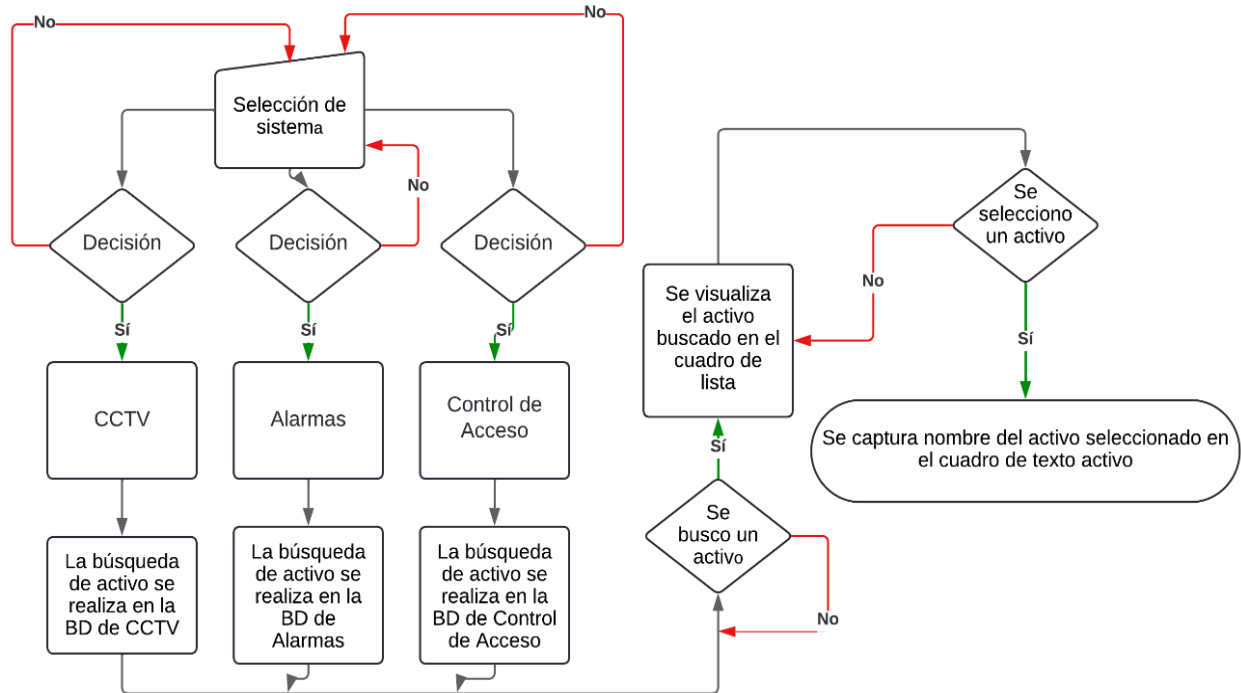 No
No
Selección de
sistema
No
Decisión
Decisión
Decisión
Sí
Sí
Sí
CCTV
Alarmas
Control de
Acceso
La búsqueda
de activo se
realiza en la
BD de CCTV
La búsqueda
de activo se
realiza en la
BD de
Alarmas
La búsqueda
de activo se
realiza en la
BD de Control
de Acceso
Se
busco un
activo
No
Sí
Se visualiza
el activo
buscado en el
cuadro de
lista
Se
selecciono
un activo
No
Sí
Se captura nombre del activo seleccionado en
el cuadro de texto activo